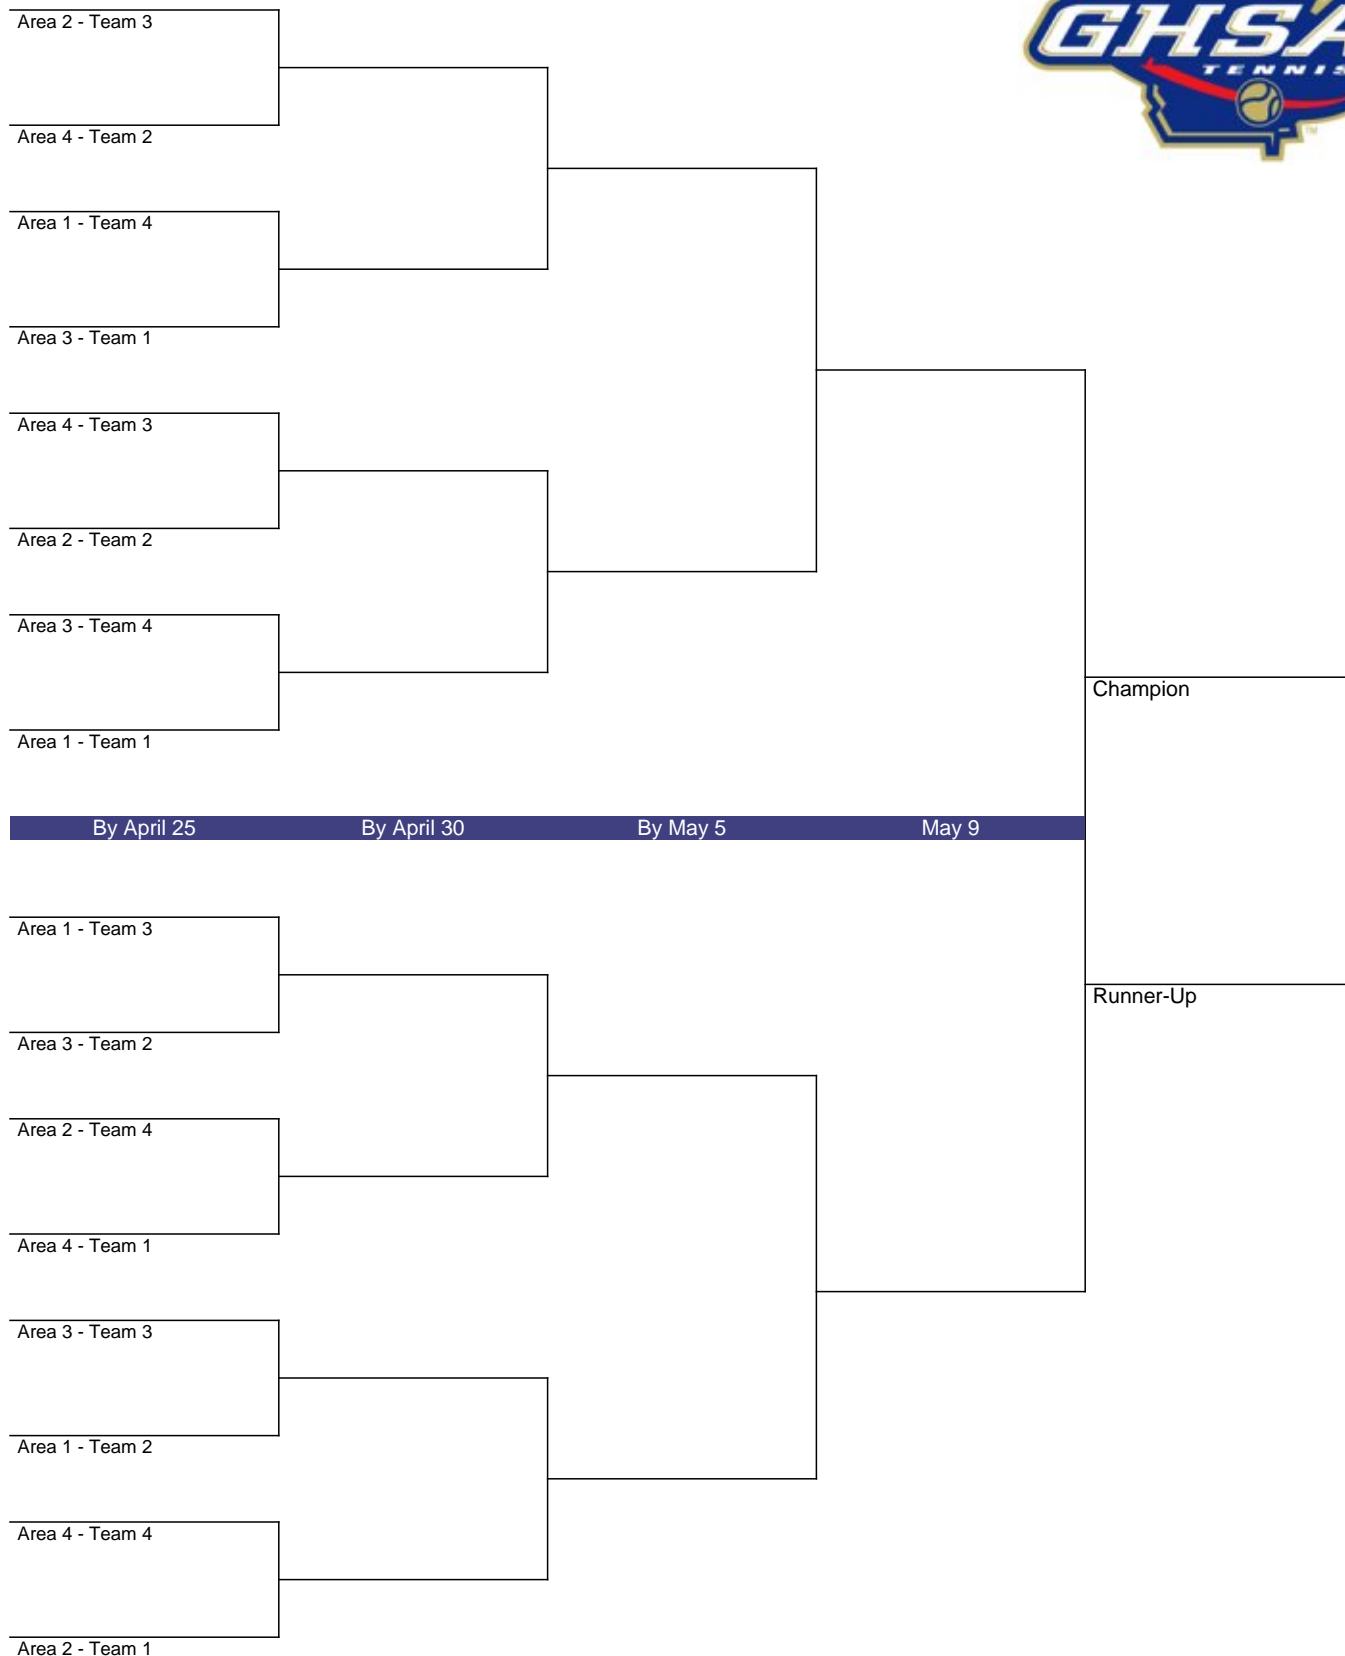 Area 2 - Team 3
GHSA
TENNIS
TM
Area 4 - Team 2
Area 1 - Team 4
Area 3 - Team 1
Area 4 - Team 3
Area 2 - Team 2
Area 3 - Team 4
Champion
Area 1 - Team 1
By April 25 By April 30 By May 5 May 9
Area 1 - Team 3
Runner-Up
Area 3 - Team 2
Area 2 - Team 4
Area 4 - Team 1
Area 3 - Team 3
Area 1 - Team 2
Area 4 - Team 4
Area 2 - Team 1